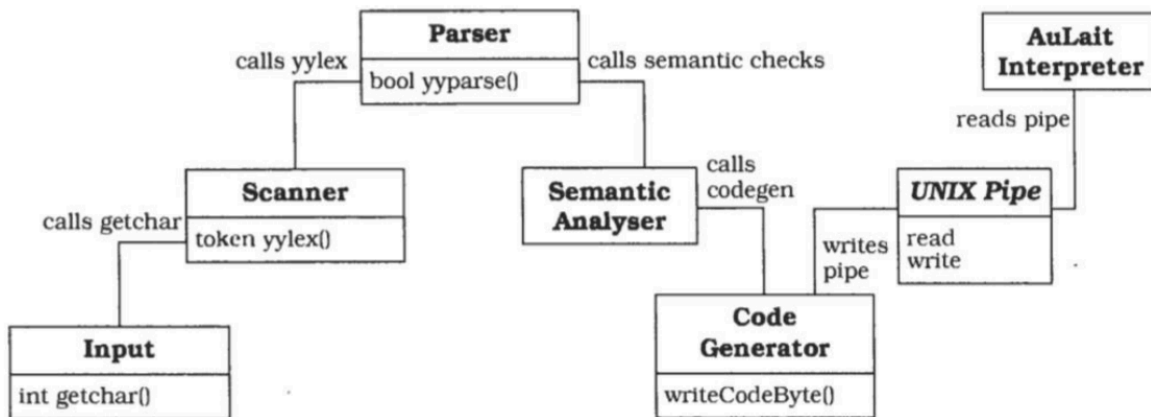 Parser
bool yyparse()
calls yylex
calls semantic checks
AuLait
Interpreter
reads pipe
Scanner
token yylex()
calls getchar
Semantic
Analyser
calls
codegen
UNIX Pipe
read
write
writes
pipe
Input
int getchar()
Code
Generator
writeCodeByte()